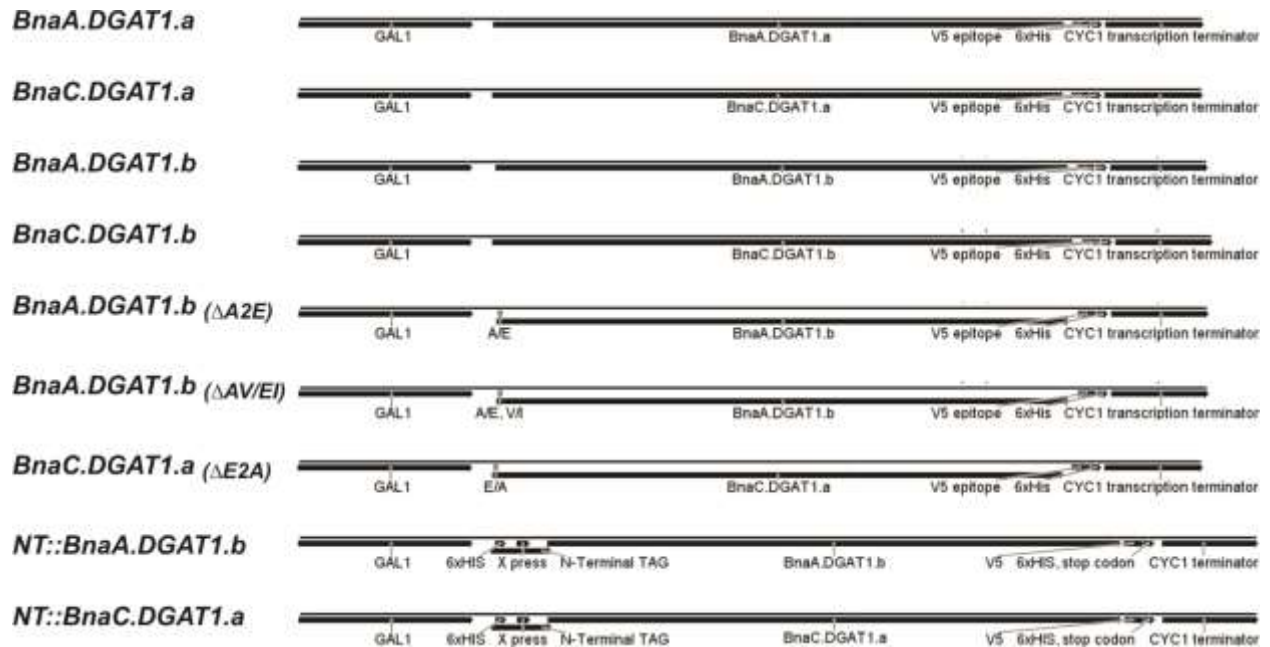 BnaA.DGAT1.a
GAL1 BnaA.DGAT1.a V5 epitope 6xHis CYC1 transcription terminator
BnaC.DGAT1.a
GAL1 BnaC.DGAT1.a V5 epitope 6xHis CYC1 transcription terminator
BnaA.DGAT1.b
GAL1 BnaA.DGAT1.b V5 epitope 6xHis CYC1 transcription terminator
BnaC.DGAT1.b
GAL1 BnaC.DGAT1.b V5 epitope 6xHis CYC1 transcription terminator
BnaA.DGAT1.b (ΔA2E)
GAL1 A/E BnaA.DGAT1.b V5 epitope 6xHis CYC1 transcription terminator
BnaA.DGAT1.b (ΔAV/EI)
GAL1 A/E, V/I BnaA.DGAT1.b V5 epitope 6xHis CYC1 transcription terminator
BnaC.DGAT1.a (ΔE2A)
GAL1 E/A BnaC.DGAT1.a V5 epitope 6xHis CYC1 transcription terminator
NT::BnaA.DGAT1.b
GAL1 6xHIS X press N-Terminal TAG BnaA.DGAT1.b V5 6xHIS, stop codon CYC1 terminator
NT::BnaC.DGAT1.a
GAL1 6xHIS X press N-Terminal TAG BnaC.DGAT1.a V5 6xHIS, stop codon CYC1 terminator